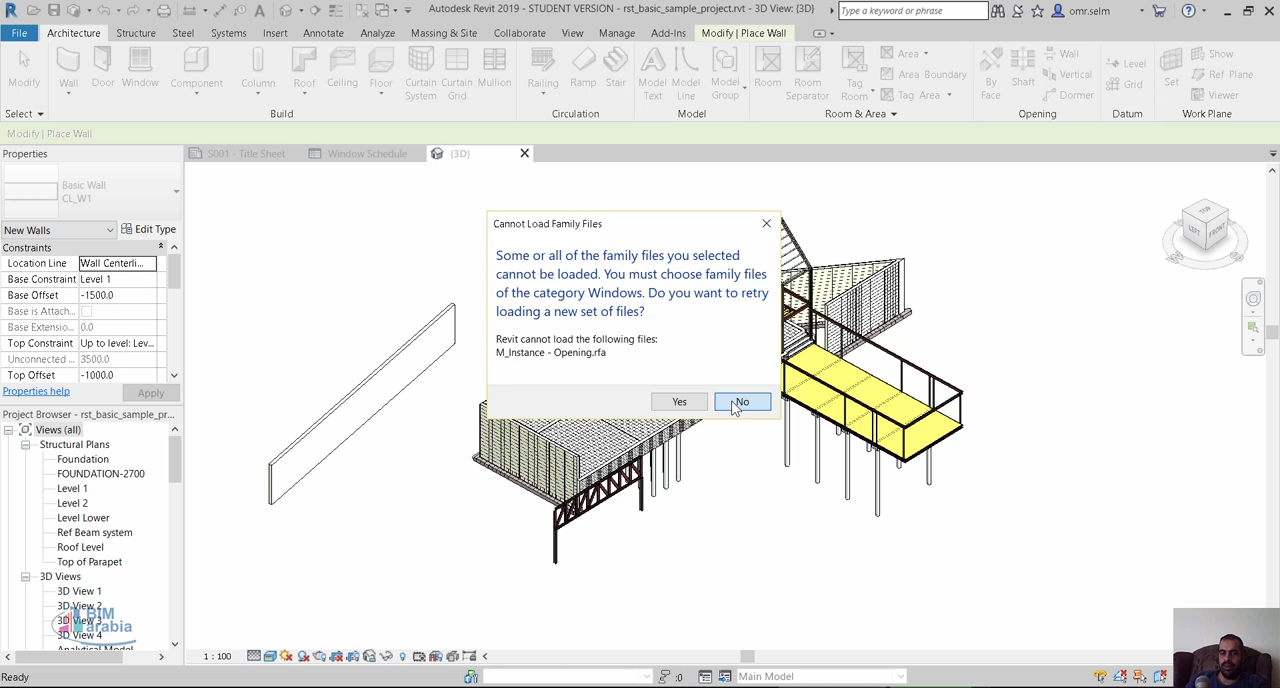 Autodesk Revit 2019 - STUDENT VERSION - rst_basic_sample_project.rvt - 3D View: {3D}
Type a keyword or phrase
omr.selm
File
Architecture
Structure
Steel
Systems
Insert
Annotate
Analyze
Massing & Site
Collaborate
View
Manage
Add-Ins
Modify | Place Wall
Modify
Wall
Door
Window
Component
Column
Roof
Ceiling
Floor
Curtain System
Curtain Grid
Mullion
Railing
Ramp
Stair
Model Text
Model Line
Model Group
Room
Room Separator
Tag Room
Area
Area Boundary
Tag Area
By Face
Shaft
Wall
Vertical
Dormer
Level
Grid
Set
Show
Ref Plane
Viewer
Select
Build
Circulation
Model
Room & Area
Opening
Datum
Work Plane
Modify | Place Wall
Properties
S001 - Title Sheet
Window Schedule
{3D}
Basic Wall
CL_W1
New Walls
Edit Type
Constraints
Location Line
Wall Centerli...
Base Constraint
Level 1
Base Offset
-1500.0
Base is Attach...
Base Extensio...
0.0
Top Constraint
Up to level: Lev...
Unconnected ...
3500.0
Top Offset
-1000.0
Properties help
Apply
Project Browser - rst_basic_sample_pr...
Views (all)
Structural Plans
Foundation
FOUNDATION-2700
Level 1
Level 2
Level Lower
Ref Beam system
Roof Level
Top of Parapet
3D Views
3D View 1
3D View 2
3D View 3
3D View 4
Analytical Model
BIM
arabia
Cannot Load Family Files
Some or all of the family files you selected
cannot be loaded. You must choose family files
of the category Windows. Do you want to retry
loading a new set of files?
Revit cannot load the following files:
M_Instance - Opening.rfa
Yes
No
TOP
LEFT
FRONT
1 : 100
Ready
:0
Main Model
:0